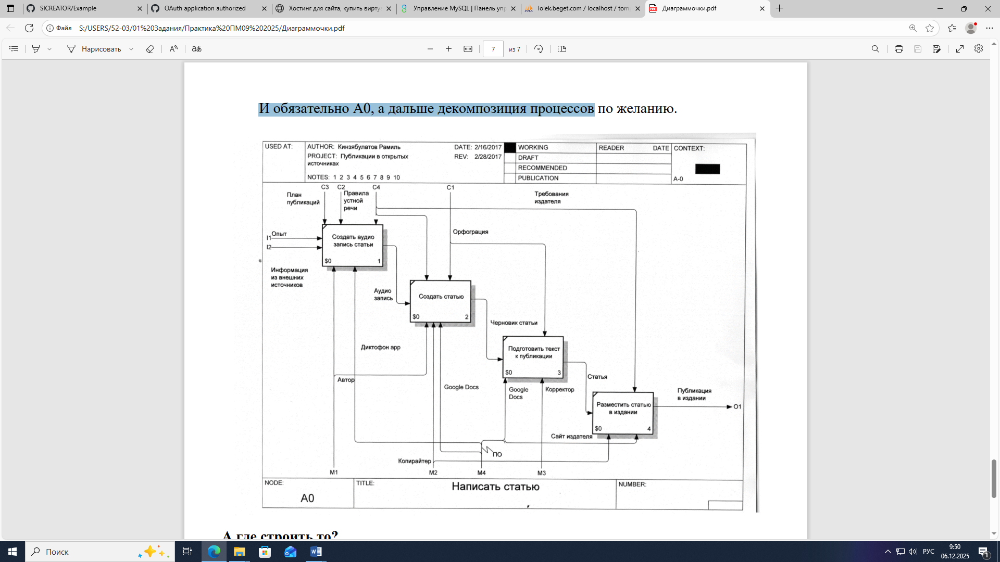 SICREATOR/Example
OAuth application authorized
Хостинг для сайта, купить вирту
Управление MySQL | Панель упр
lolek.beget.com / localhost / tom
Диаграммочки.pdf
Файл
S:/USERS/52-03/01%203адания/Практика%20ПМ09%202025/Диаграммочки.pdf
Нарисовать
7
из 7
И обязательно А0, а дальше декомпозиция процессов по желанию.
USED AT:
AUTHOR: Кинзябулатов Рамиль
DATE: 2/16/2017
WORKING
READER
DATE
CONTEXT:
PROJECT: Публикации в открытых
источниках
REV: 2/28/2017
DRAFT
RECOMMENDED
NOTES: 1 2 3 4 5 6 7 8 9 10
PUBLICATION
A-0
C3
C2
C4
C1
План
публикаций
Правила
устной
речи
Требования
издателя
Орфограция
I1
Опыт
I2
Создать аудио
запись статьи
$0
1
Информация
из внешних
источников
Аудио
запись
Создать статью
$0
2
Черновик статьи
Диктофон app
Подготовить текст
к публикации
$0
3
Автор
Google Docs
Google
Docs
Корректор
Статья
Публикация
в издании
Разместить статью
в издании
$0
4
O1
Сайт издателя
ПО
Копирайтер
M1
M2
M4
M3
NODE:
A0
TITLE:
Написать статью
NUMBER:
А где строить то?
Поиск
РУС
9:50
06.12.2025
1